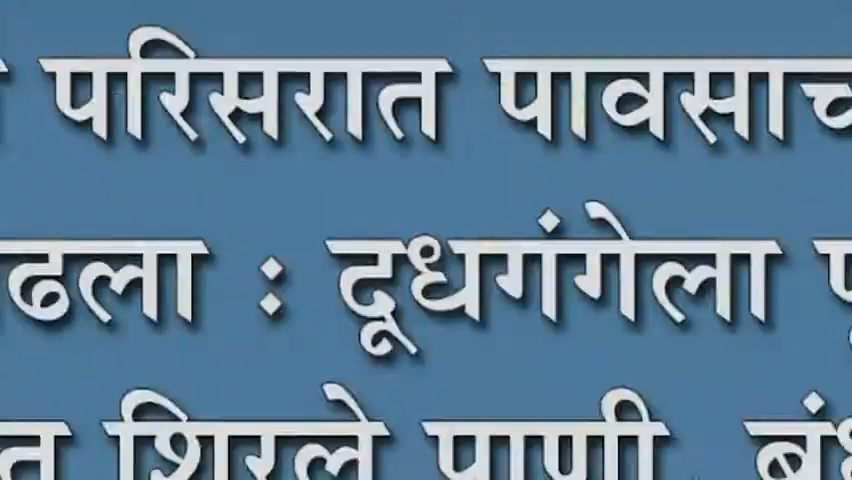 परिसरात पावसाच
ढला : दूधगंगेला
त शिरले पाणी, बंध